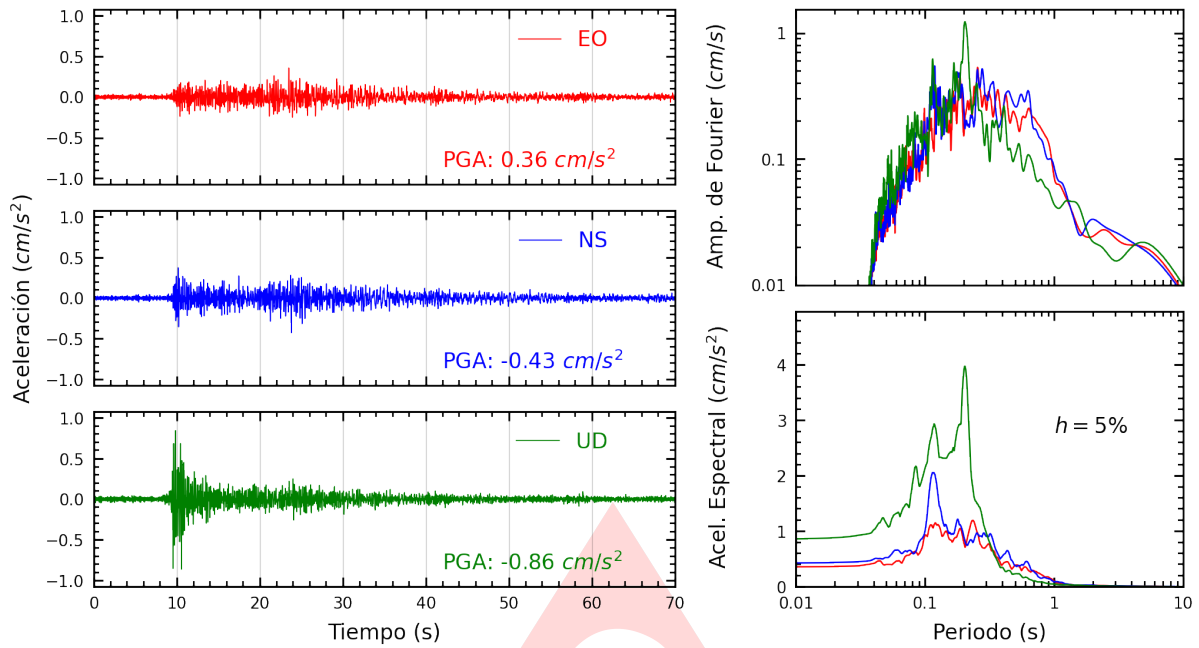 Aceleración (cm/s²)
1.0
0.5
0.0
−0.5
−1.0
EO
PGA: 0.36 cm/s²
1.0
0.5
0.0
−0.5
−1.0
NS
PGA: -0.43 cm/s²
1.0
0.5
0.0
−0.5
−1.0
UD
PGA: -0.86 cm/s²
0 10 20 30 40 50 60 70
Tiempo (s)
Amp. de Fourier (cm/s)
1
0.1
0.01
Acel. Espectral (cm/s²)
4
3
2
1
0
h = 5%
0.01 0.1 1 10
Periodo (s)